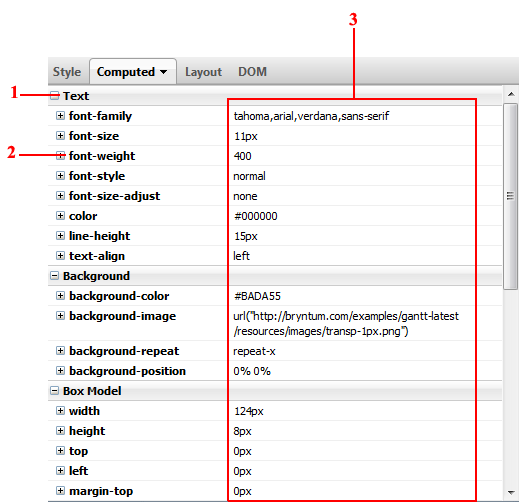 3
Style Computed Layout DOM
1 Text
font-family tahoma,arial,verdana,sans-serif
font-size 11px
2 font-weight 400
font-style normal
font-size-adjust none
color #000000
line-height 15px
text-align left
Background
background-color #BADA55
background-image url("http://bryntum.com/examples/gantt-latest
/resources/images/transp-1px.png")
background-repeat repeat-x
background-position 0% 0%
Box Model
width 124px
height 8px
top 0px
left 0px
margin-top 0px